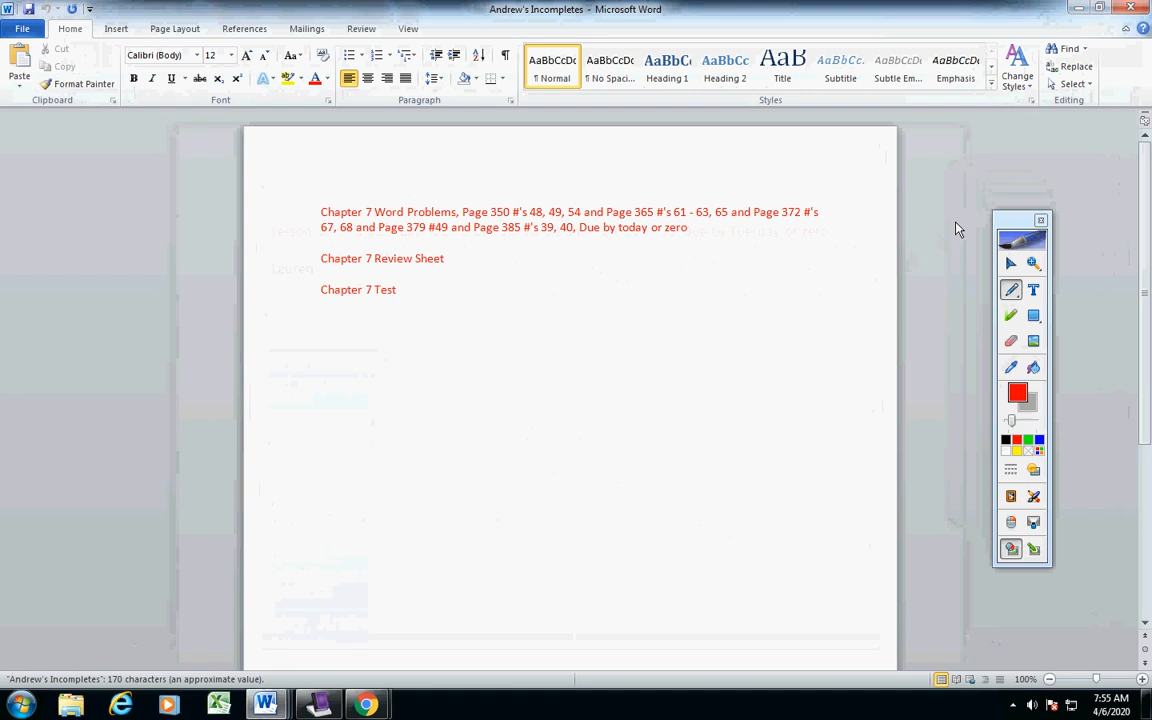 Andrew's Incompletes - Microsoft Word
File Home Insert Page Layout References Mailings Review View
Paste
Cut
Copy
Format Painter
Clipboard
Calibri (Body) 12
Font
Paragraph
AaBbCcDc AaBbCcDc AaBbC AaBbCc AaB AaBbCc. AaBbCcDc AaBbCcDc
¶ Normal ¶ No Spaci... Heading 1 Heading 2 Title Subtitle Subtle Em... Emphasis
Styles
Change
Styles
Find
Replace
Select
Editing
Chapter 7 Word Problems, Page 350 #'s 48, 49, 54 and Page 365 #'s 61 - 63, 65 and Page 372 #'s
67, 68 and Page 379 #49 and Page 385 #'s 39, 40, Due by today or zero
Chapter 7 Review Sheet
Chapter 7 Test
"Andrew's Incompletes": 170 characters (an approximate value).
100%
7:55 AM
4/6/2020